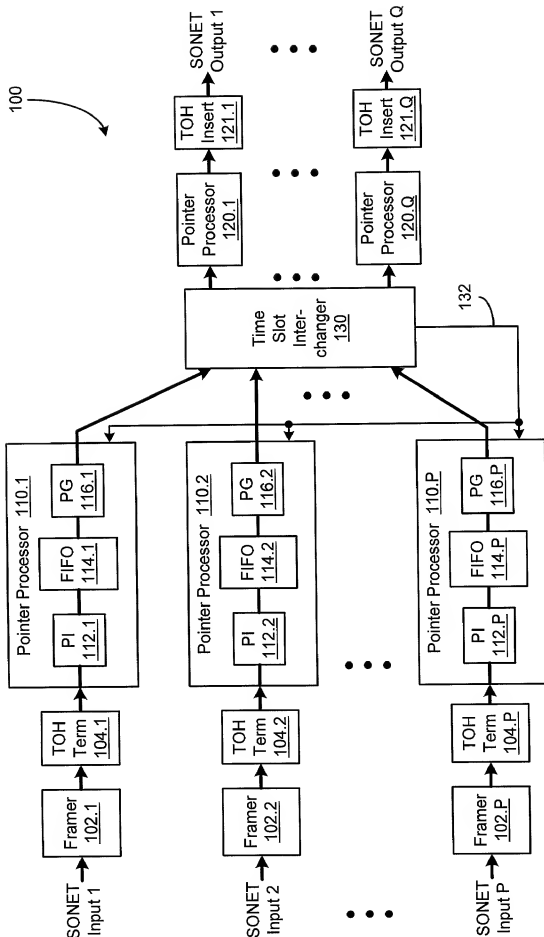 100
SONET
Input 1
Framer
102.1
TOH
Term
104.1
Pointer Processor 110.1
PI
112.1
FIFO
114.1
PG
116.1
SONET
Input 2
Framer
102.2
TOH
Term
104.2
Pointer Processor 110.2
PI
112.2
FIFO
114.2
PG
116.2
SONET
Input P
Framer
102.P
TOH
Term
104.P
Pointer Processor 110.P
PI
112.P
FIFO
114.P
PG
116.P
Time
Slot
Inter-
changer
130
132
Pointer
Processor
120.1
TOH
Insert
121.1
SONET
Output 1
Pointer
Processor
120.Q
TOH
Insert
121.Q
SONET
Output Q